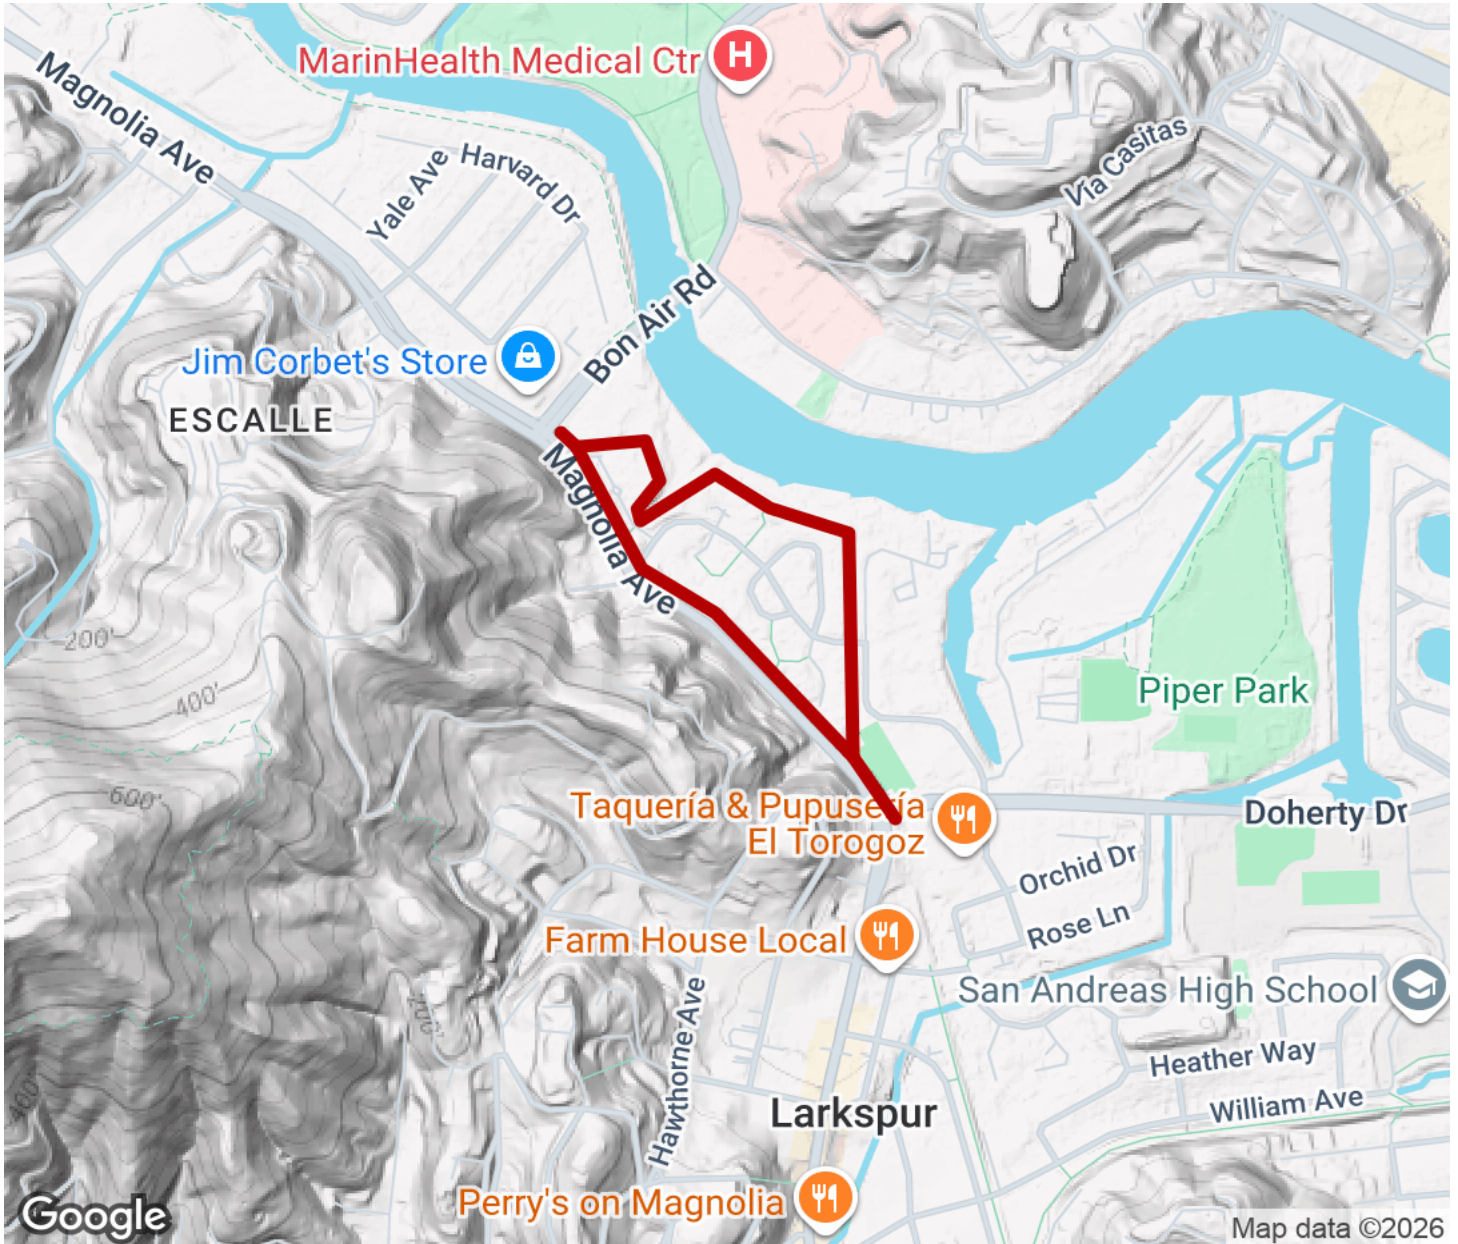 MarinHealth Medical Ctr
H
Magnolia Ave
Yale Ave
Harvard Dr
Via Casitas
Bon Air Rd
Jim Corbet's Store
ESCALLE
Magnolia Ave
200'
400'
600'
Piper Park
Taquería & Pupusería
El Torogoz
Doherty Dr
Orchid Dr
Rose Ln
Farm House Local
San Andreas High School
Hawthorne Ave
Heather Way
William Ave
400'
Larkspur
Perry's on Magnolia
Google
Map data ©2026